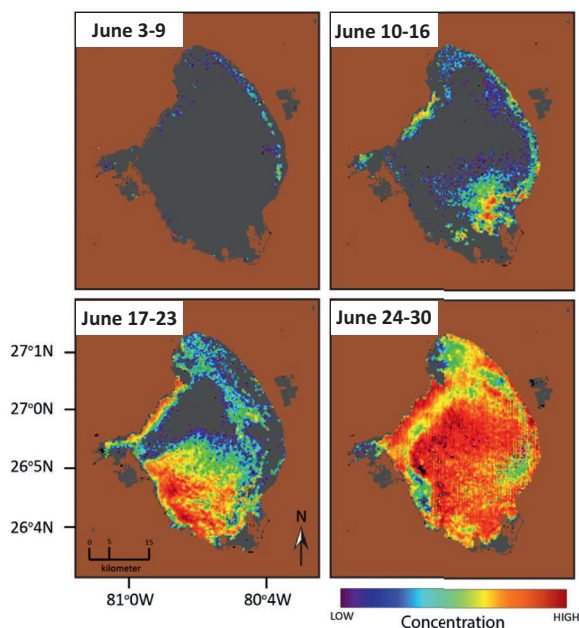 June 3-9
June 10-16
June 17-23
June 24-30
27°1N
27°0N
26°5N
26°4N
N
0 5 15
kilometer
81°0W
80°4W
LOW
HIGH
Concentration